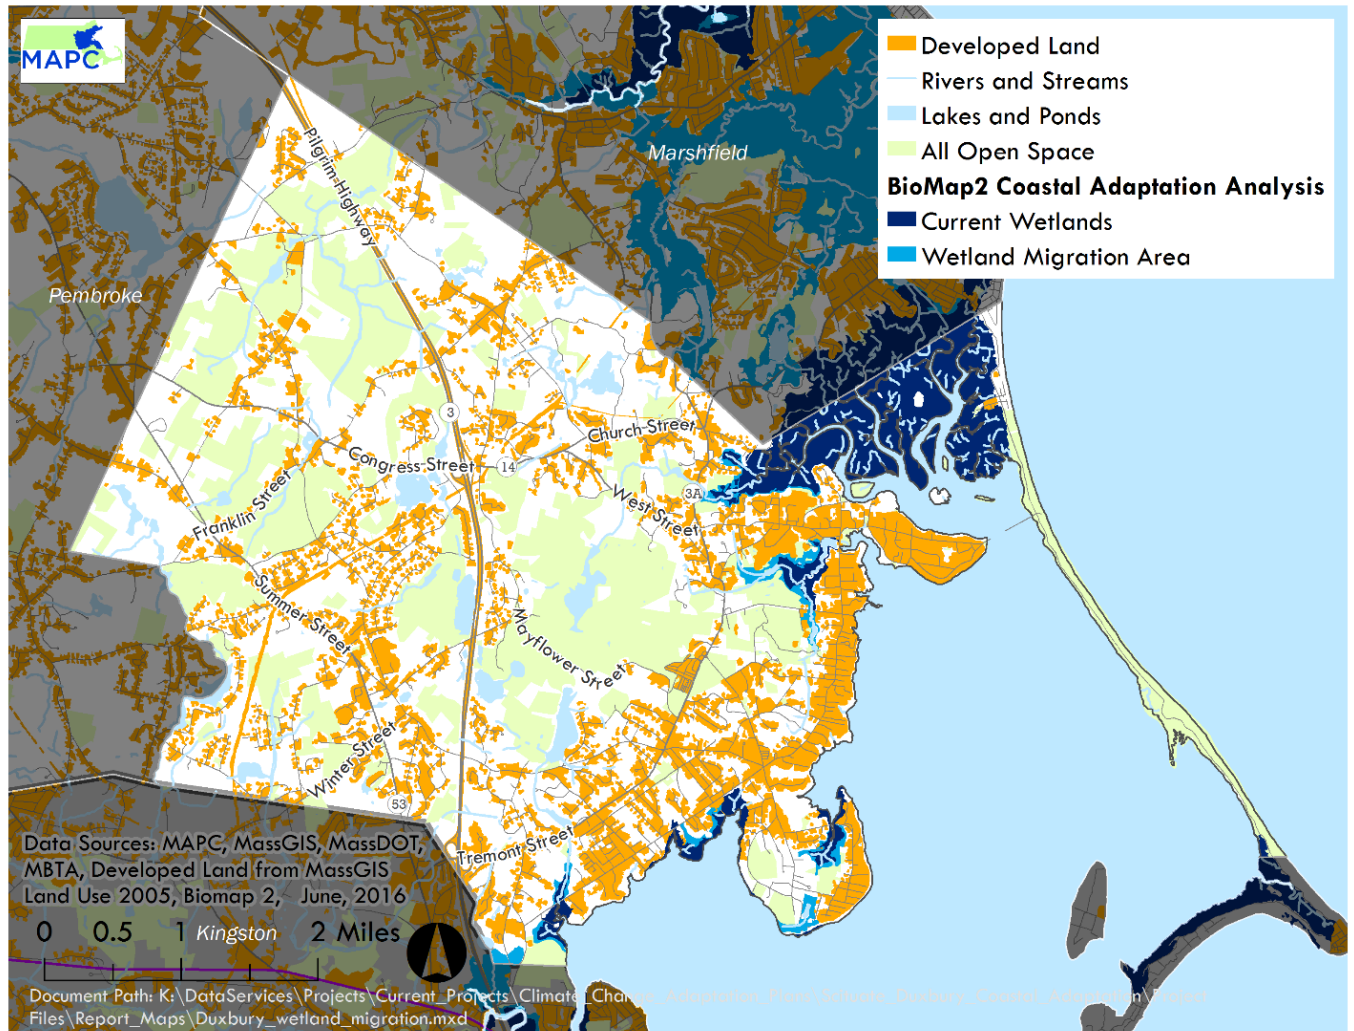 MAPC
Developed Land
Rivers and Streams
Lakes and Ponds
All Open Space
BioMap2 Coastal Adaptation Analysis
Current Wetlands
Wetland Migration Area
Marshfield
Pembroke
Pilgrim Highway
3
Church Street
Congress Street
14
3A
West Street
Franklin Street
Summer Street
Mayflower Street
Winter Street
53
Tremont Street
Data Sources: MAPC, MassGIS, MassDOT,
MBTA, Developed Land from MassGIS
Land Use 2005, Biomap 2, June, 2016
0 0.5 1 2 Miles
Kingston
Document Path: K:\DataServices\Projects\Current_Projects\Climate_Change_Adaptation
Files\Report_Maps\Duxbury_wetland_migration.mxd